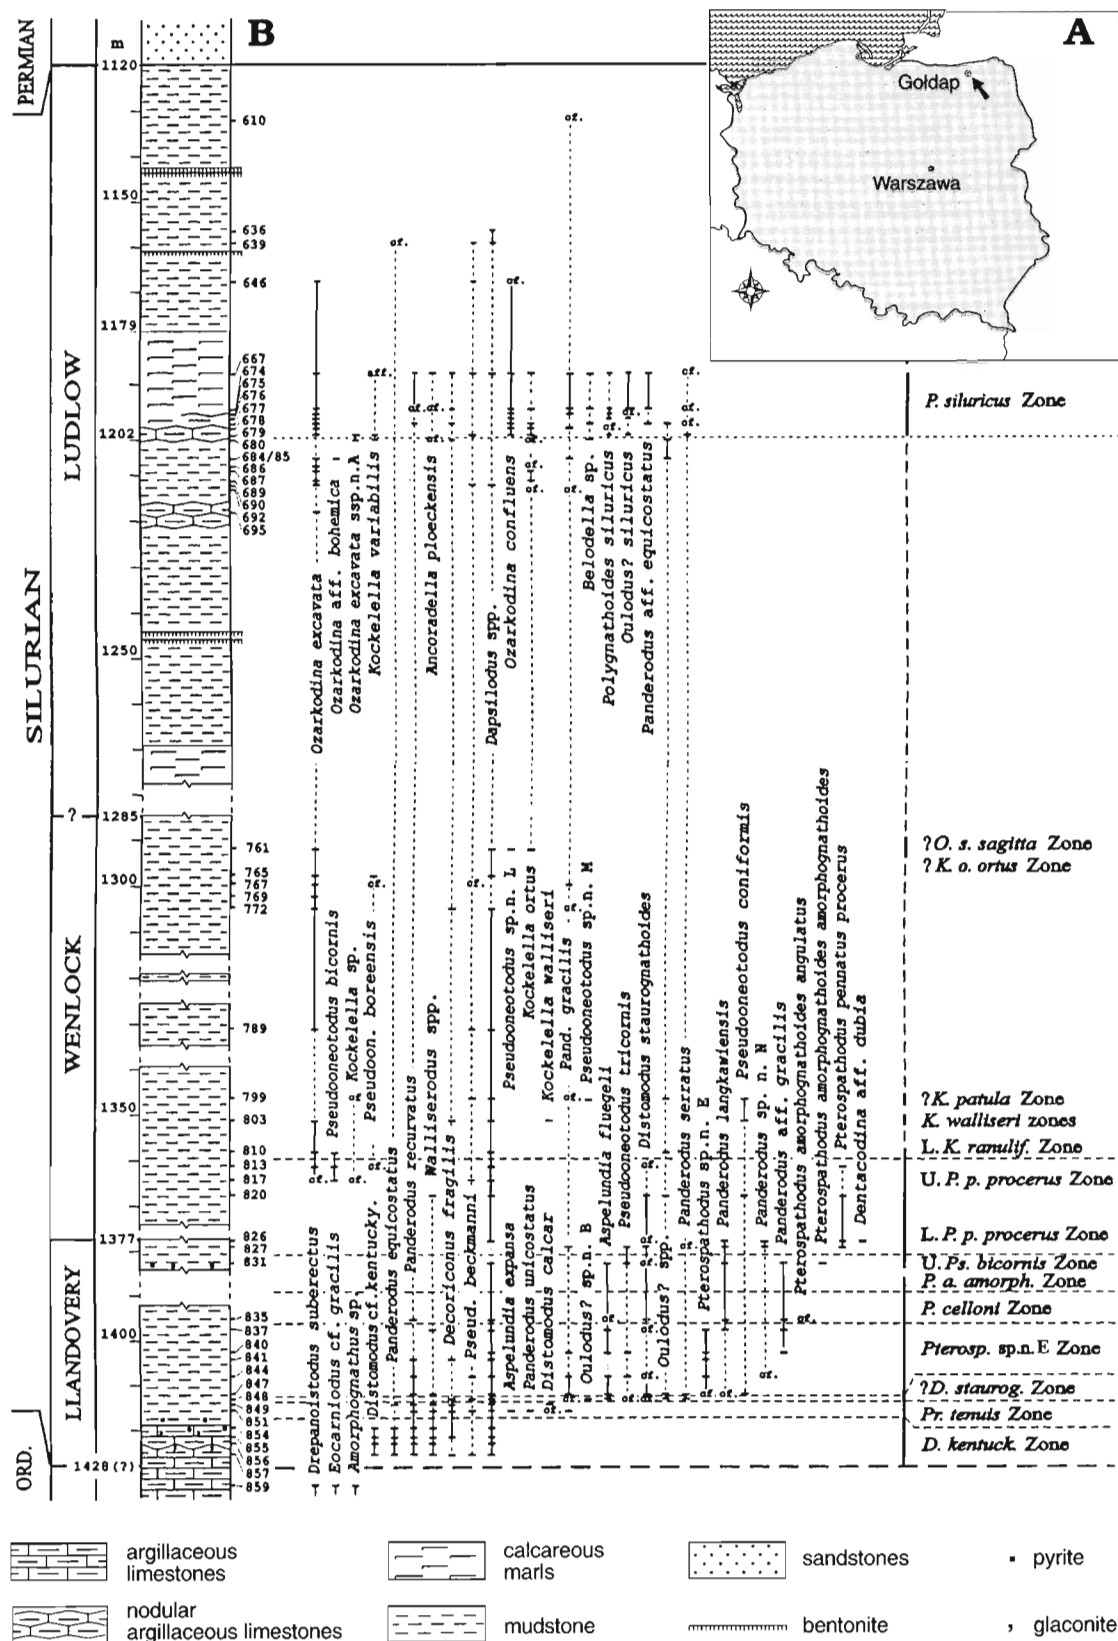 B
A
m
PERMIAN
SILURIAN
ORD.
LUDLOW
?
WENLOCK
LLANDOVERY
1120
1150
1179
1202
1250
1285
1300
1350
1377
1400
1428(?)
610
636
639
646
667
674
675
676
677
678
679
680
684/85
686
687
689
690
692
695
761
765
767
769
772
789
799
803
810
813
817
820
826
827
831
835
837
840
841
844
847
848
849
851
854
855
856
857
859
Gołdap
Warszawa
cf.
cf.
cf.
aff.
cf.
Ozarkodina excavata
Ozarkodina aff. bohemica
Ozarkodina excavata ssp.n.A
Kockelella variabilis
Ancoradella ploeckensis
Dapsilodus spp.
Ozarkodina confluens
Belodella sp.
Polygnathoides siluricus
Oulodus? siluricus
Panderodus aff. equicostatus
Pseudooneotodus bicornis
Kockelella sp.
Pseudoon. boreensis
Panderodus recurvatus
Walliserodus spp.
Decoriconus fragilis
Pseud. beckmanni
Pseudooneotodus sp.n. L
Kockelella ortus
Kockelella walliseri
Pand. gracilis
Pseudooneotodus sp.n. M
Aspelundia fluegeli
Pseudooneotodus tricornis
Distomodus staurognathoides
Panderodus serratus
Pterospathodus sp.n. E
Panderodus langkawiensis
Pseudooneotodus coniformis
Panderodus sp. n. N
Panderodus aff. gracilis
Pterospathodus amorphognathoides angulatus
Pterospathodus amorphognathoides amorphognathoides
Pterospathodus pennatus procerus
Dentacodina aff. dubia
Drepanoistodus suberectus
Eocarniodus cf. gracilis
Amorphognathus sp.
Distomodus cf. kentucky.
Panderodus equicostatus
Aspelundia expansa
Panderodus unicostatus
Distomodus calcar
Oulodus? sp.n. B
Oulodus? spp.
P. siluricus Zone
?O. s. sagitta Zone
?K. o. ortus Zone
?K. patula Zone
K. walliseri zones
L. K. ranulif. Zone
U. P. p. procerus Zone
L. P. p. procerus Zone
U. Ps. bicornis Zone
P. a. amorph. Zone
P. celloni Zone
Pterosp. sp.n. E Zone
?D. staurog. Zone
Pr. tenuis Zone
D. kentuck. Zone
argillaceous
limestones
calcareous
marls
sandstones
pyrite
nodular
argillaceous limestones
mudstone
bentonite
glaconite